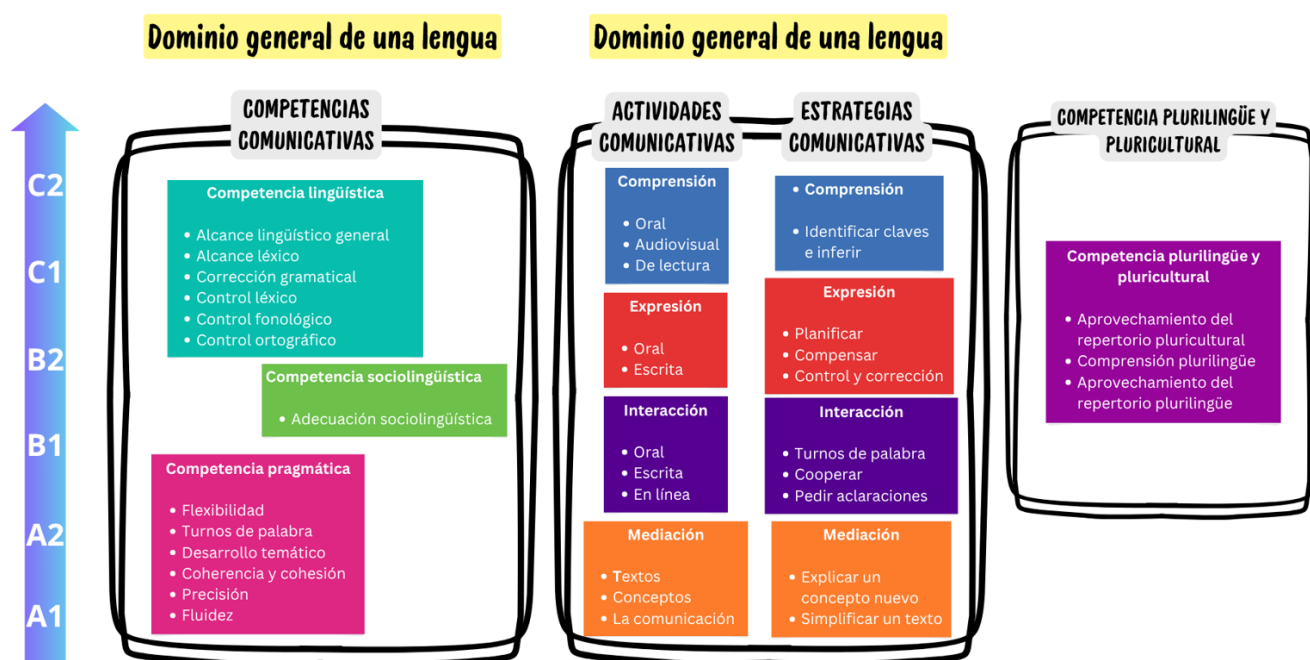 Dominio general de una lengua
Dominio general de una lengua
C2
C1
B2
B1
A2
A1
COMPETENCIAS
COMUNICATIVAS
Competencia lingüística
• Alcance lingüístico general
• Alcance léxico
• Corrección gramatical
• Control léxico
• Control fonológico
• Control ortográfico
Competencia sociolingüística
• Adecuación sociolingüística
Competencia pragmática
• Flexibilidad
• Turnos de palabra
• Desarrollo temático
• Coherencia y cohesión
• Precisión
• Fluidez
ACTIVIDADES
COMUNICATIVAS
Comprensión
• Oral
• Audiovisual
• De lectura
Expresión
• Oral
• Escrita
Interacción
• Oral
• Escrita
• En línea
Mediación
• Textos
• Conceptos
• La comunicación
ESTRATEGIAS
COMUNICATIVAS
• Comprensión
• Identificar claves
e inferir
Expresión
• Planificar
• Compensar
• Control y corrección
Interacción
• Turnos de palabra
• Cooperar
• Pedir aclaraciones
Mediación
• Explicar un
concepto nuevo
• Simplificar un texto
COMPETENCIA PLURILINGÜE Y
PLURICULTURAL
Competencia plurilingüe y
pluricultural
• Aprovechamiento del
repertorio pluricultural
• Comprensión plurilingüe
• Aprovechamiento del
repertorio plurilingüe